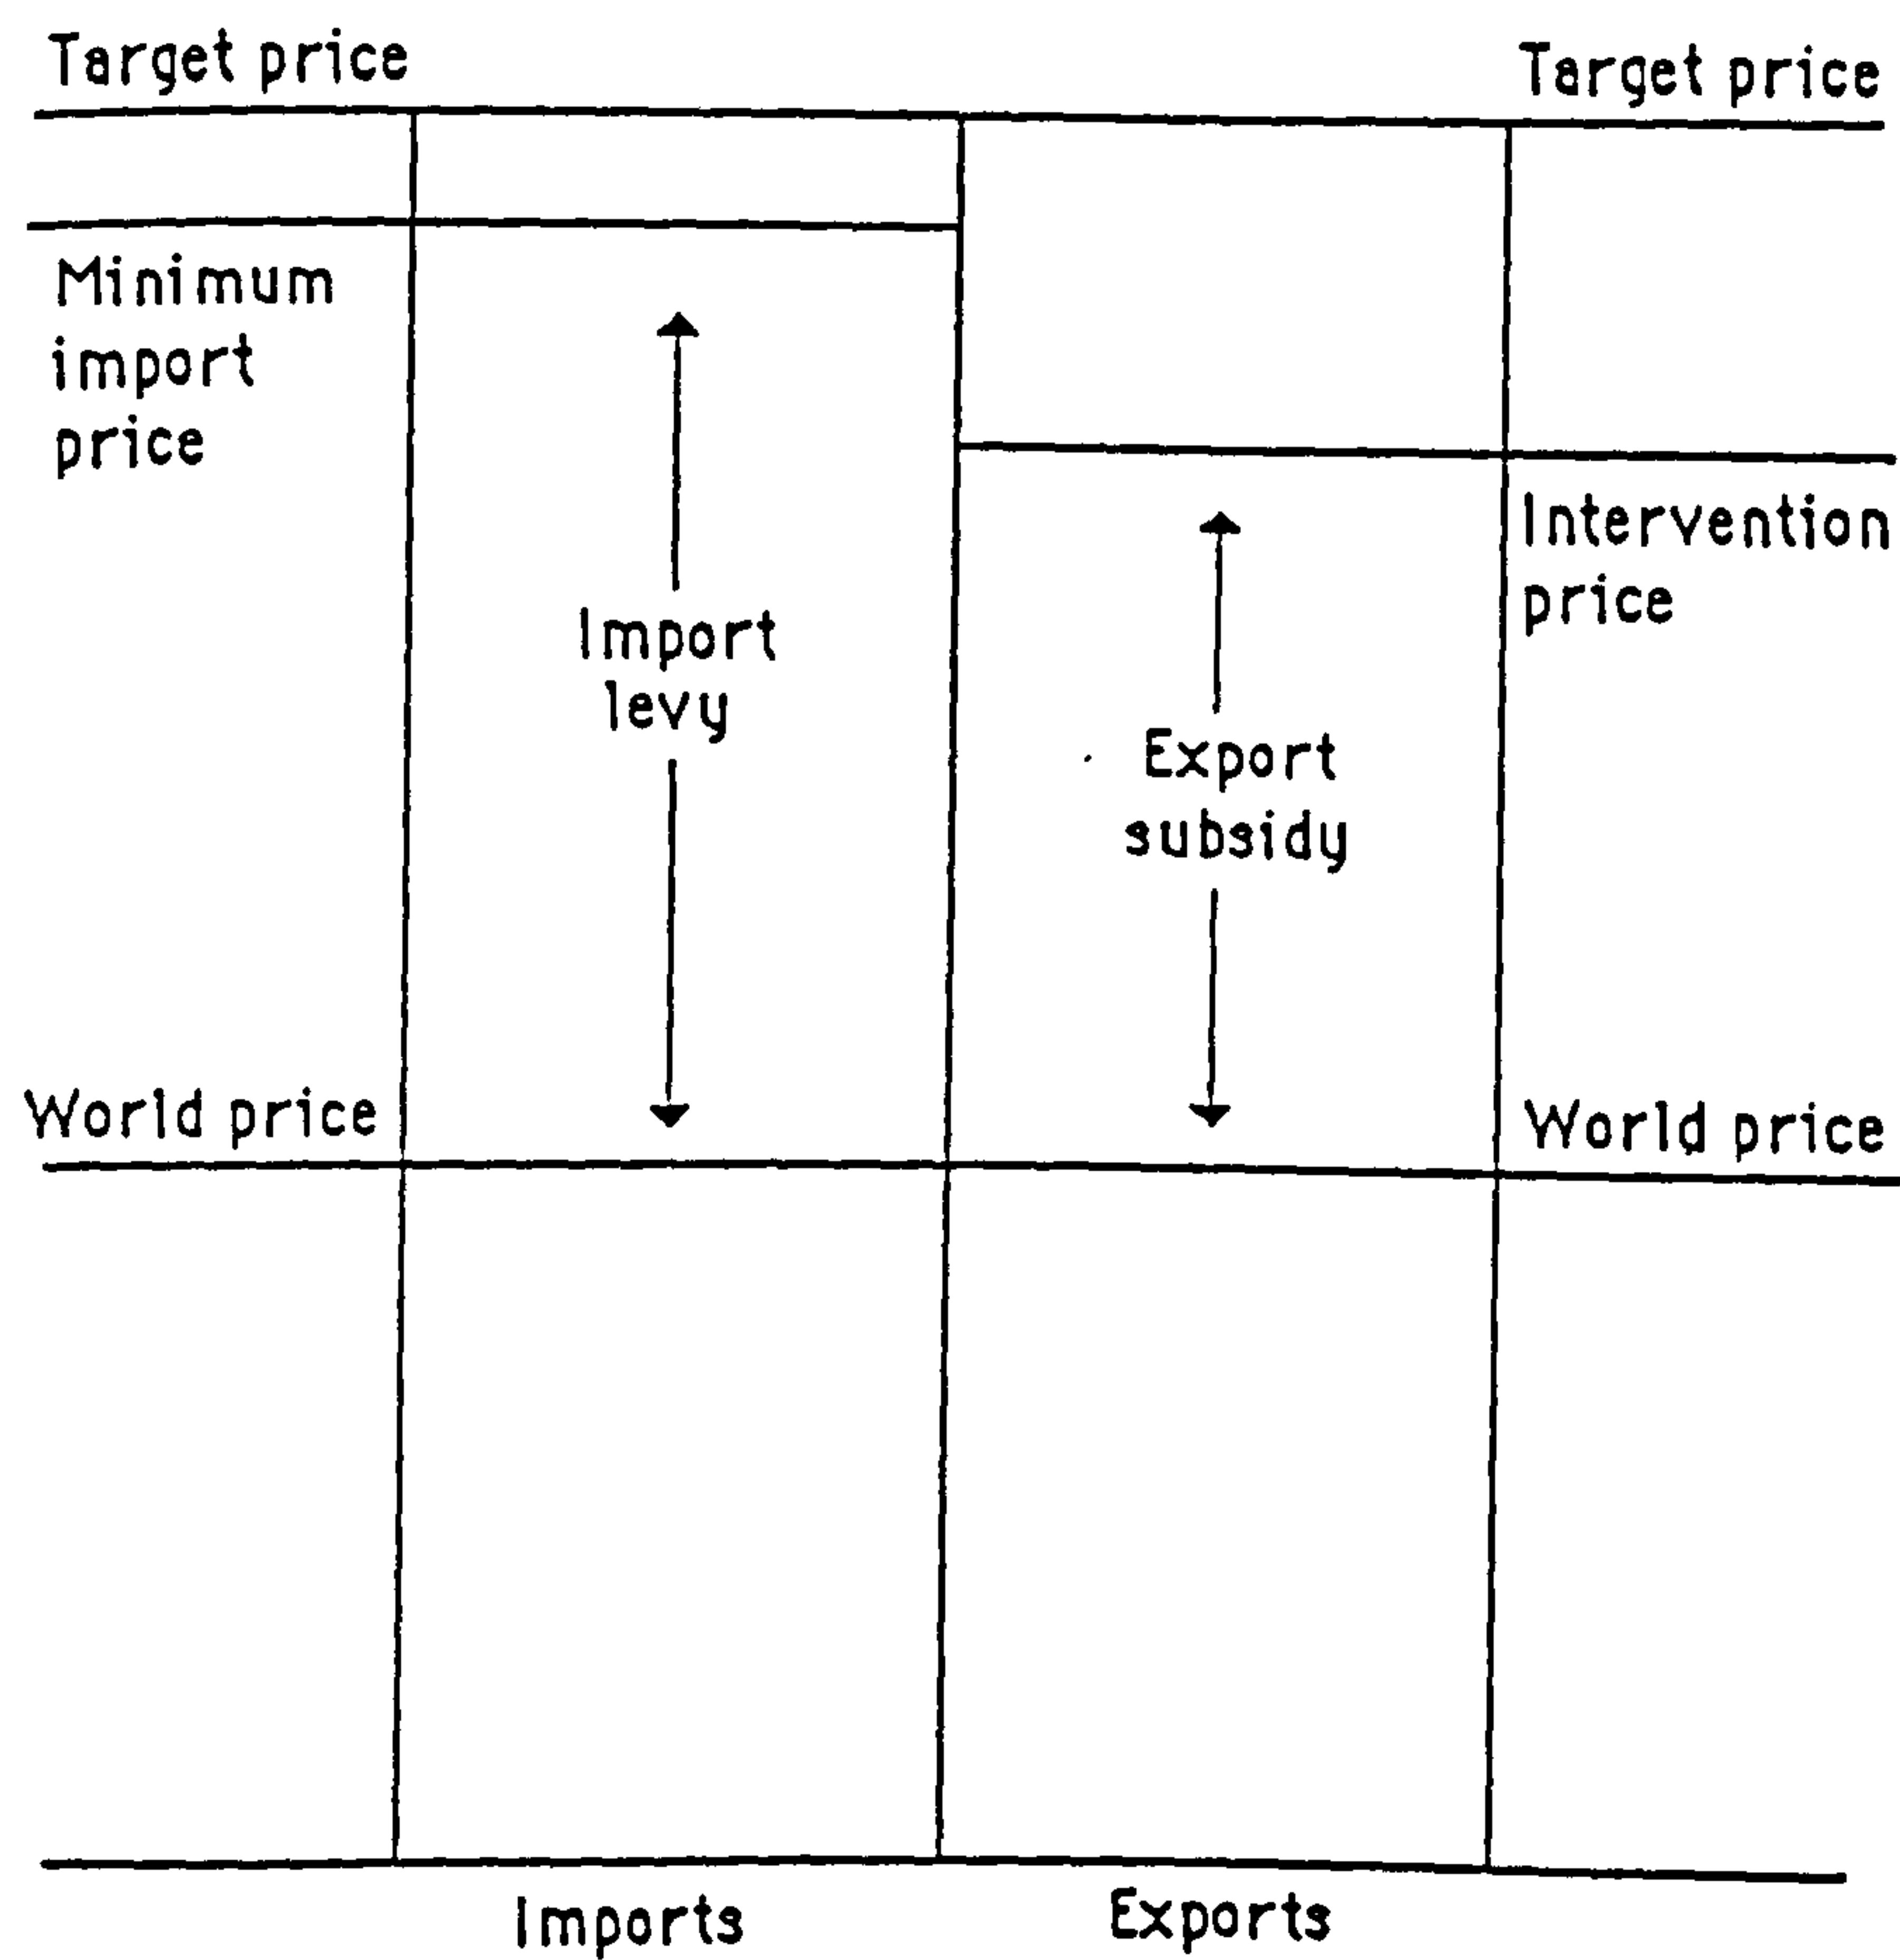 Target price
Target price
Minimum
import
price
Intervention
price
Import
levy
Export
subsidy
World price
World price
Imports
Exports